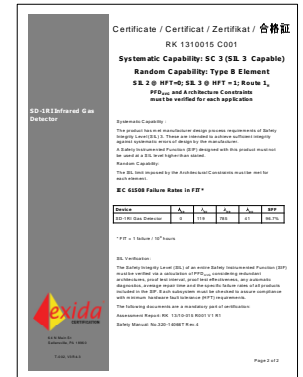 Certificate / Certificat / Zertifikat / 合格証
RK 1310015 C001
Systematic Capability: SC 3 (SIL 3 Capable)
Random Capability: Type B Element
SIL 2 @ HFT=0; SIL 3 @ HFT = 1; Route 1H
PFDAVG and Architecture Constraints
must be verified for each application
SD-1RI Infrared Gas
Detector
Systematic Capability :
The product has met manufacturer design process requirements of Safety
Integrity Level (SIL) 3. These are intended to achieve sufficient integrity
against systematic errors of design by the manufacturer.
A Safety Instrumented Function (SIF) designed with this product must not
be used at a SIL level higher than stated.
Random Capability:
The SIL limit imposed by the Architectural Constraints must be met for
each element.
IEC 61508 Failure Rates in FIT*
Device
SFF
SD-1RI Gas Detector 0 119
* FIT = 1 failure / 10⁹ hours
SIL Verification:
The Safety Integrity Level (SIL) of an entire Safety Instrumented Function (SIF)
must be verified via a calculation of PFDAVG considering redundant
architectures, proof test interval, proof test effectiveness, any automatic
diagnostics, average repair time and the specific failure rates of all products
included in the SIF. Each subsystem must be checked to assure compliance
with minimum hardware fault tolerance (HFT) requirements.
The following documents are a mandatory part of certification:
Assessment Report: RK 13/10-015 R001 V1 R1
Safety Manual: No.
exida
CERTIFICATION
64 N Main St
Sellersville, PA 18960
Page 2 of 2